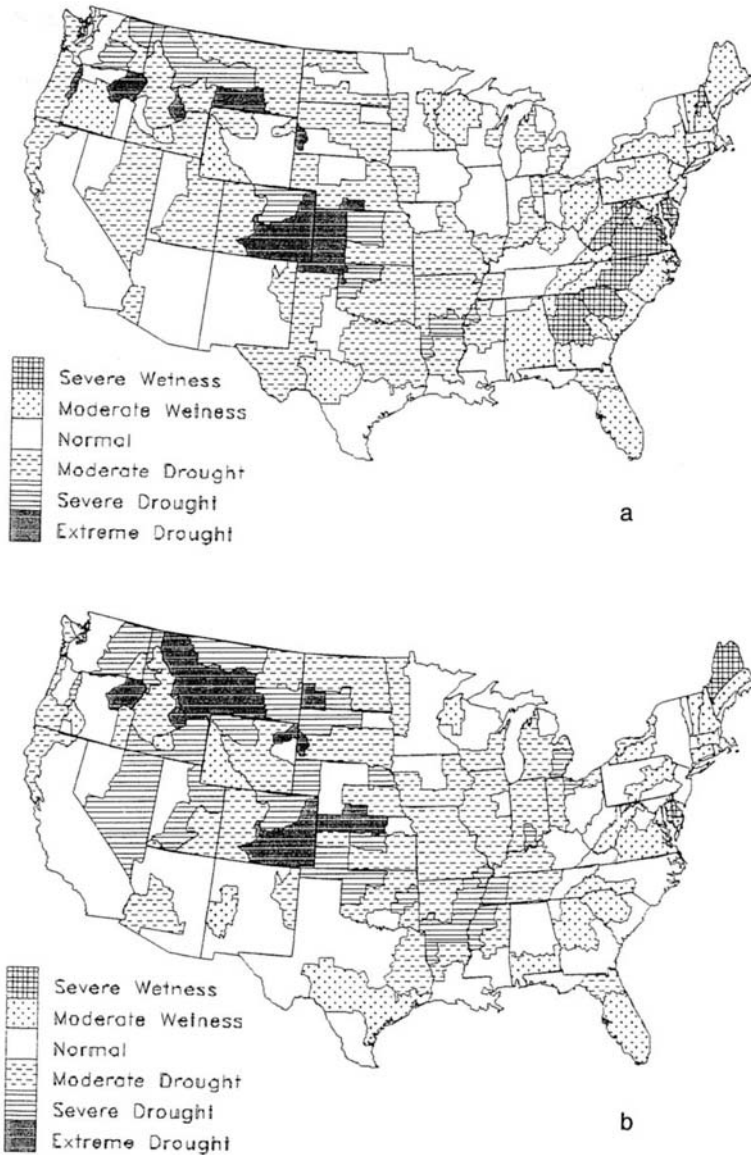 Severe Wetness
Moderate Wetness
Normal
Moderate Drought
Severe Drought
Extreme Drought
a
Severe Wetness
Moderate Wetness
Normal
Moderate Drought
Severe Drought
Extreme Drought
b